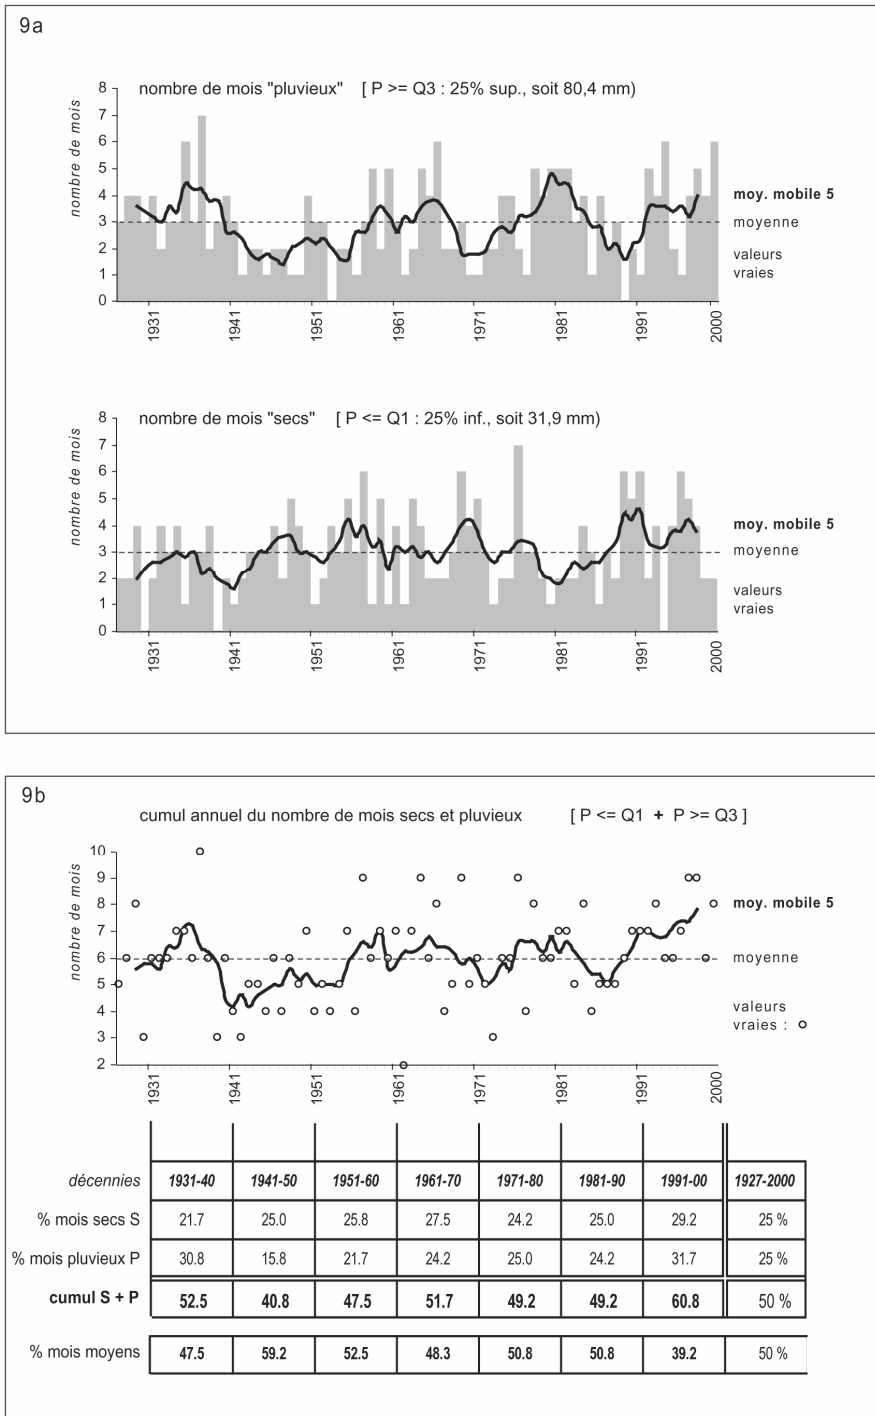 9a
nombre de mois "pluvieux" [ P >= Q3 : 25% sup., soit 80,4 mm)
nombre de mois
8
7
6
5
4
3
2
1
0
moy. mobile 5
moyenne
valeurs
vraies
1931
1941
1951
1961
1971
1981
1991
2000
nombre de mois "secs" [ P <= Q1 : 25% inf., soit 31,9 mm)
nombre de mois
8
7
6
5
4
3
2
1
0
moy. mobile 5
moyenne
valeurs
vraies
1931
1941
1951
1961
1971
1981
1991
2000
9b
cumul annuel du nombre de mois secs et pluvieux [ P <= Q1 + P >= Q3 ]
nombre de mois
10
9
8
7
6
5
4
3
2
moy. mobile 5
moyenne
valeurs
vraies :
1931
1941
1951
1961
1971
1981
1991
2000
décennies 1931-40 1941-50 1951-60 1961-70 1971-80 1981-90 1991-00 1927-2000
% mois secs S 21.7 25.0 25.8 27.5 24.2 25.0 29.2 25 %
% mois pluvieux P 30.8 15.8 21.7 24.2 25.0 24.2 31.7 25 %
cumul S + P 52.5 40.8 47.5 51.7 49.2 49.2 60.8 50 %
% mois moyens 47.5 59.2 52.5 48.3 50.8 50.8 39.2 50 %